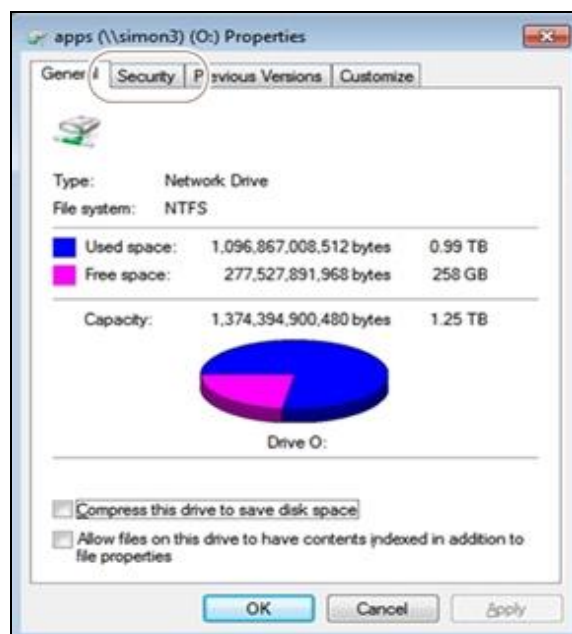 apps (\\simon3) (O:) Properties
General Security Previous Versions Customize
Type: Network Drive
File system: NTFS
Used space: 1,096,867,008,512 bytes 0.99 TB
Free space: 277,527,891,968 bytes 258 GB
Capacity: 1,374,394,900,480 bytes 1.25 TB
Drive O:
Compress this drive to save disk space
Allow files on this drive to have contents indexed in addition to
file properties
OK Cancel Apply